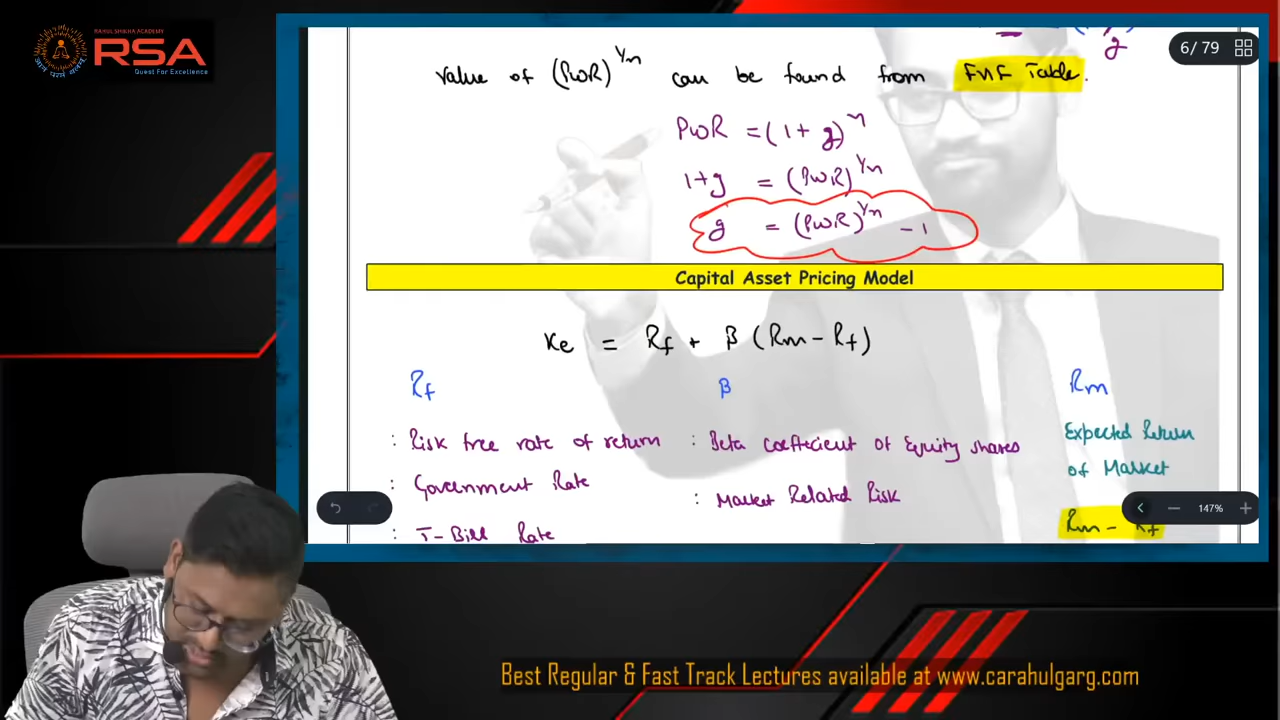 RAHUL SHIKHA ACADEMY
RSA
Quest For Excellence
6/ 79
g
Value of (PWR)^1/n can be found from FVIF Table.
PWR = (1+g)^n
1+g = (PWR)^1/n
g = (PWR)^1/n - 1
Capital Asset Pricing Model
Ke = Rf + β (Rm - Rf)
Rf β Rm
: Risk free rate of return : Beta coefficient of Equity shares Expected Return
of Market
: Government Rate : Market Related Risk
147%
: T-Bill Rate Rm - Rf
Best Regular & Fast Track Lectures available at www.carahulgarg.com